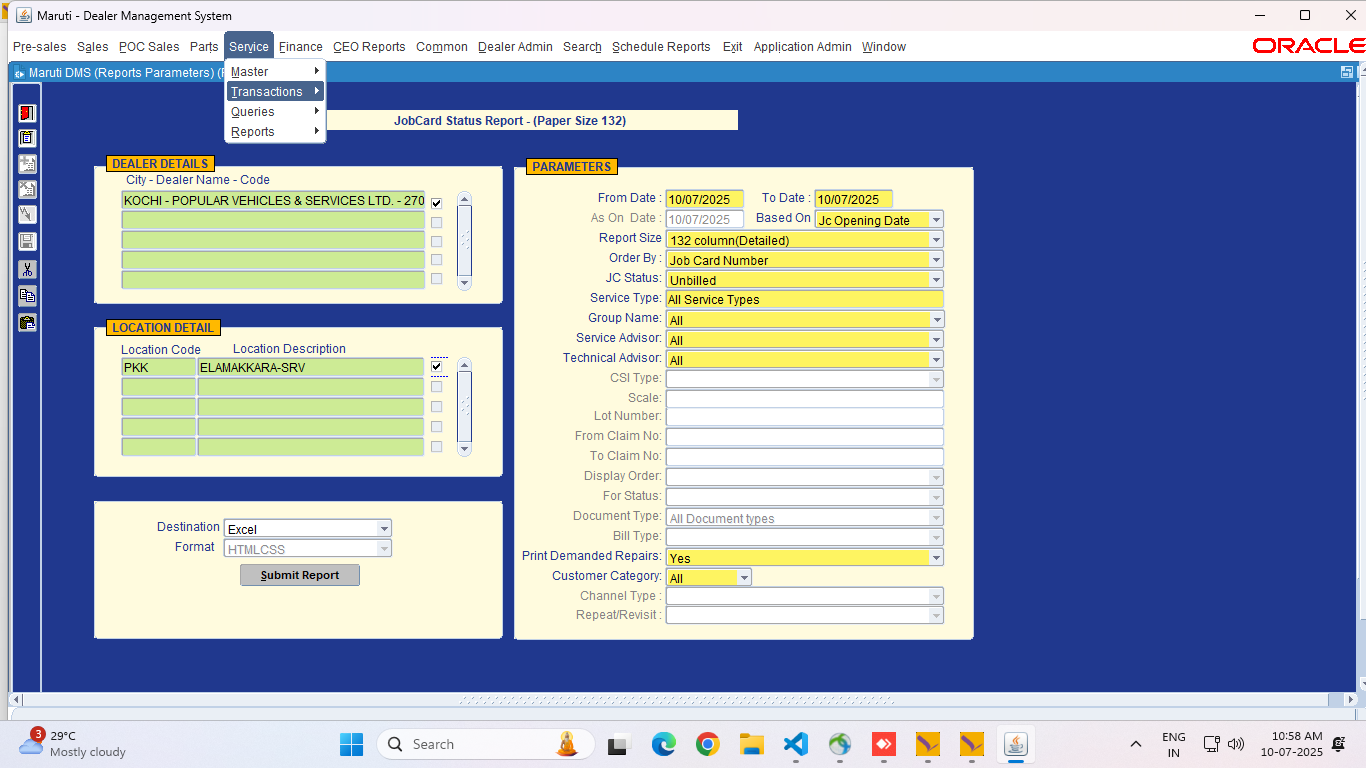 Maruti - Dealer Management System
Pre-sales Sales POC Sales Parts Service Finance CEO Reports Common Dealer Admin Search Schedule Reports Exit Application Admin Window
ORACLE
Maruti DMS (Reports Parameters) (
Master
Transactions
Queries
Reports
JobCard Status Report - (Paper Size 132)
DEALER DETAILS
City - Dealer Name - Code
KOCHI - POPULAR VEHICLES & SERVICES LTD. - 270
LOCATION DETAIL
Location Code Location Description
PKK ELAMAKKARA-SRV
Destination Excel
Format HTMLCSS
Submit Report
PARAMETERS
From Date : 10/07/2025 To Date : 10/07/2025
As On Date : 10/07/2025 Based On Jc Opening Date
Report Size 132 column(Detailed)
Order By : Job Card Number
JC Status: Unbilled
Service Type: All Service Types
Group Name: All
Service Advisor: All
Technical Advisor: All
CSI Type:
Scale:
Lot Number:
From Claim No:
To Claim No:
Display Order:
For Status:
Document Type: All Document types
Bill Type:
Print Demanded Repairs: Yes
Customer Category: All
Channel Type :
Repeat/Revisit :
3
29°C
Mostly cloudy
Search
ENG
IN
10:58 AM
10-07-2025